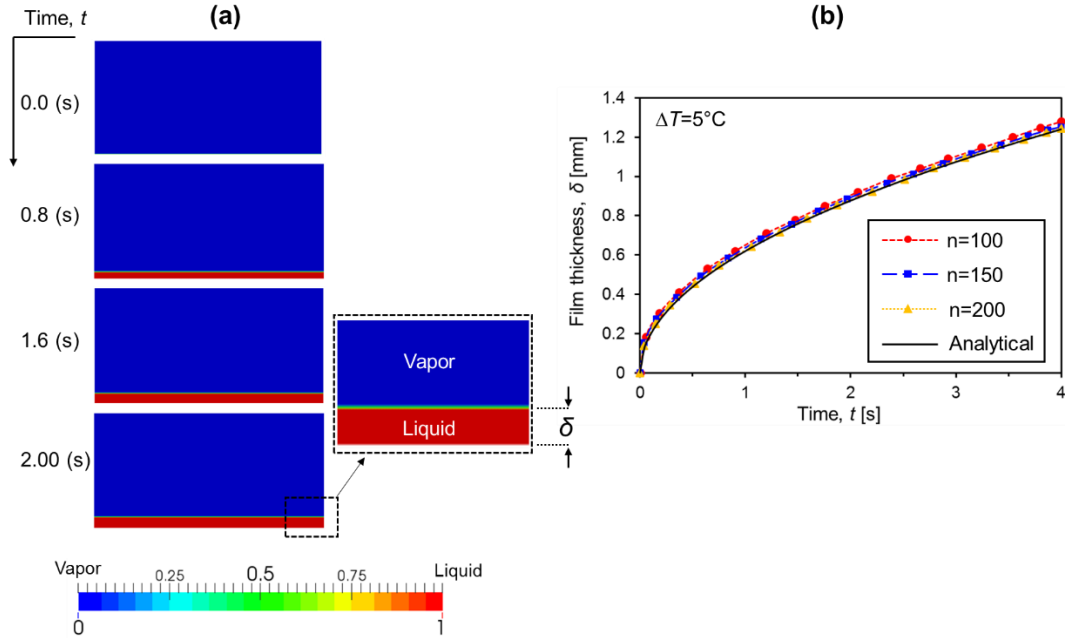 (a)
Time, t
0.0 (s)
0.8 (s)
1.6 (s)
2.00 (s)
Vapor
Liquid
δ
Vapor
Liquid
0.25
0.5
0.75
0
1
(b)
ΔT=5°C
Film thickness, δ [mm]
1.4
1.2
1
0.8
0.6
0.4
0.2
0
0
1
2
3
4
Time, t [s]
n=100
n=150
n=200
Analytical